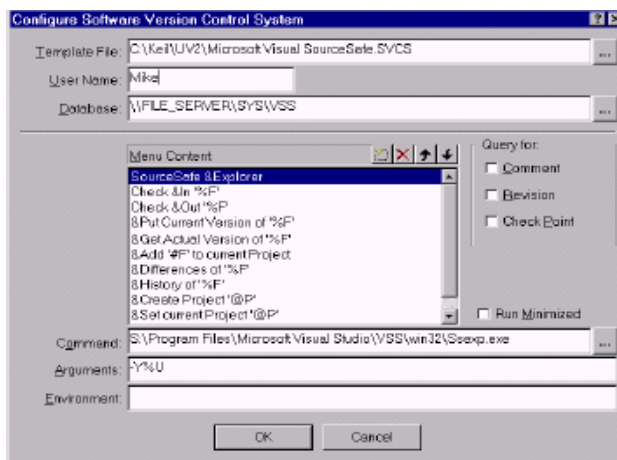 Configure Software Version Control System
Template File: C:\Keil\UV2\Microsoft Visual SourceSafe.SVCS ...
User Name: Mike
Database: \\FILE_SERVER\SYS\VSS ...
Menu Content
SourceSafe &Explorer
Check &In '%F'
Check &Out '%F'
&Put Current Version of '%F'
&Get Actual Version of '%F'
&Add '#F' to current Project
&Differences of '%F'
&History of '%F'
&Create Project '@P'
&Set current Project '@P'
Query for:
Comment
Revision
Check Point
Run Minimized
Command: S:\Program Files\Microsoft Visual Studio\VSS\win32\Ssexp.exe ...
Arguments: -Y%U
Environment:
OK Cancel